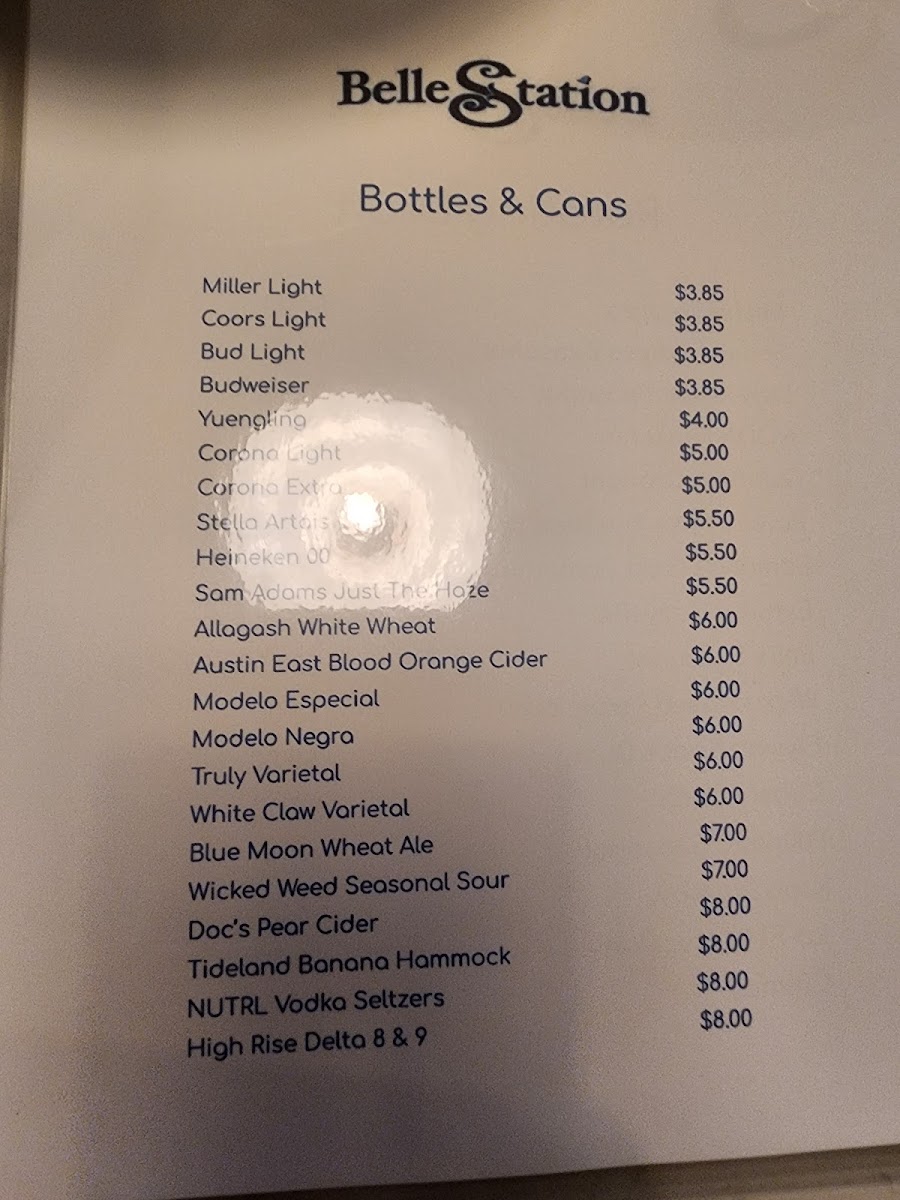 Belle Station
Bottles & Cans
Miller Light $3.85
Coors Light $3.85
Bud Light $3.85
Budweiser $3.85
Yuengling $4.00
Corona Light $5.00
Corona Extra $5.00
Stella Artois $5.50
Heineken 00 $5.50
Sam Adams Just The Haze $5.50
Allagash White Wheat $6.00
Austin East Blood Orange Cider $6.00
Modelo Especial $6.00
Modelo Negra $6.00
Truly Varietal $6.00
White Claw Varietal $6.00
Blue Moon Wheat Ale $7.00
Wicked Weed Seasonal Sour $7.00
Doc's Pear Cider $8.00
Tideland Banana Hammock $8.00
NUTRL Vodka Seltzers $8.00
High Rise Delta 8 & 9 $8.00